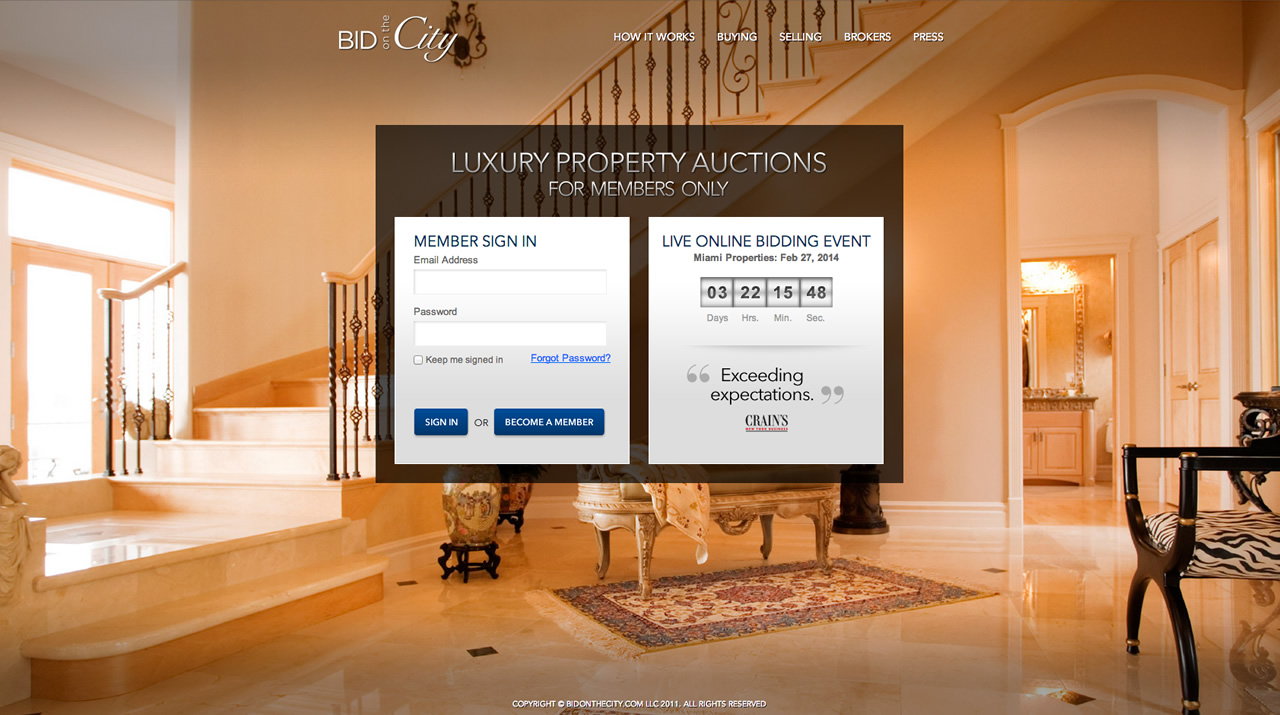 BID on the City
HOW IT WORKS BUYING SELLING BROKERS PRESS
LUXURY PROPERTY AUCTIONS
FOR MEMBERS ONLY
MEMBER SIGN IN
Email Address
Password
Keep me signed in Forgot Password?
SIGN IN OR BECOME A MEMBER
LIVE ONLINE BIDDING EVENT
Miami Properties: Feb 27, 2014
03 22 15 48
Days Hrs. Min. Sec.
“ Exceeding
expectations. ”
CRAIN'S
NEW YORK BUSINESS
COPYRIGHT © BIDONTHECITY.COM LLC 2011. ALL RIGHTS RESERVED